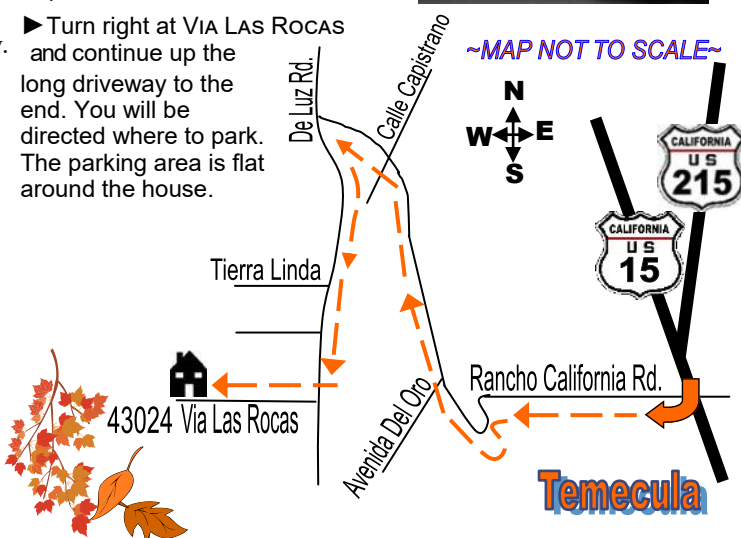 ►Turn right at VIA LAS ROCAS
and continue up the
long driveway to the
end. You will be
directed where to park.
The parking area is flat
around the house.
~MAP NOT TO SCALE~
N
W E
S
De Luz Rd.
Calle Capistrano
CALIFORNIA
US
215
CALIFORNIA
US
15
Tierra Linda
Rancho California Rd.
43024 Via Las Rocas
Avenida Del Oro
Temecula